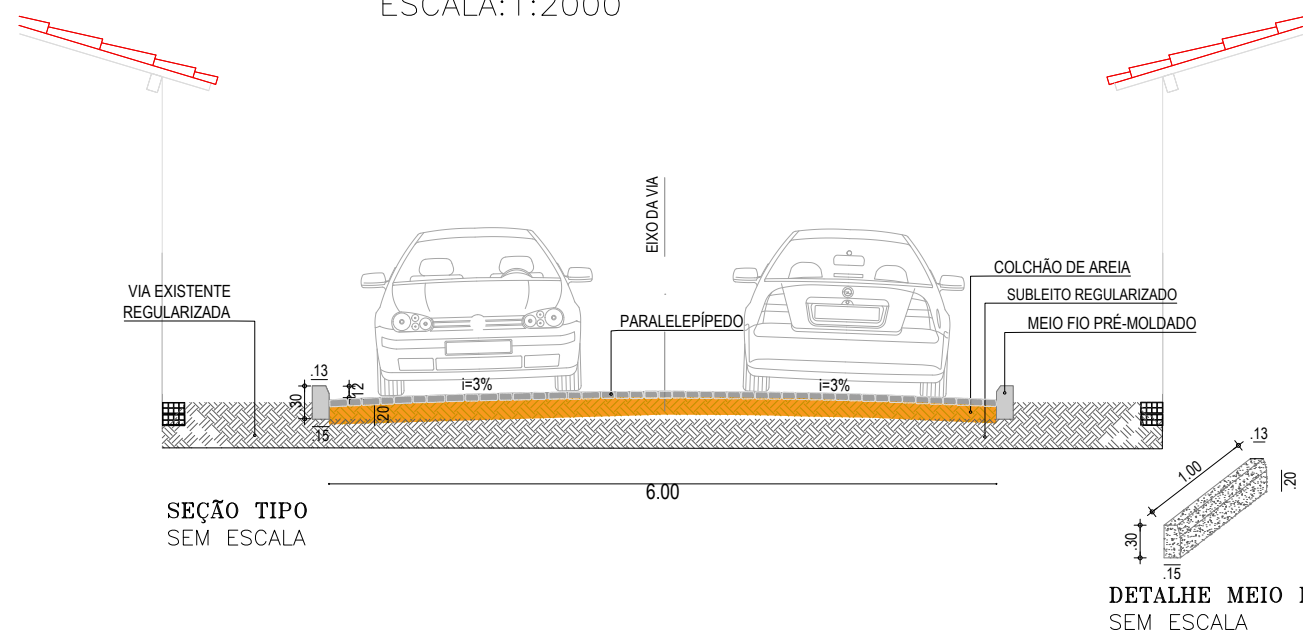 ESCALA:1:2000
EIXO DA VIA
COLCHÃO DE AREIA
VIA EXISTENTE
REGULARIZADA
SUBLEITO REGULARIZADO
PARALELEPÍPEDO
MEIO FIO PRÉ-MOLDADO
.13
12
i=3%
i=3%
.30
.20
.15
6.00
SEÇÃO TIPO
SEM ESCALA
.13
1.00
.20
.30
.15
DETALHE MEIO
SEM ESCALA